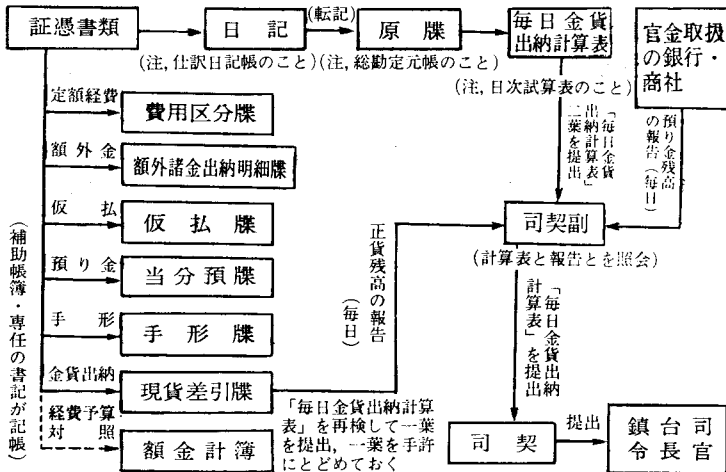 証憑書類
日記
(転記)
原牒
毎日金貨
出納計算表
官金取扱
の銀行・
商社
(注,仕訳日記帳のこと)
(注,総勘定元帳のこと)
(注,日次試算表のこと)
定額経費
費用区分牒
額外金
額外諸金出納明細牒
仮払
仮払牒
預り金
当分預牒
手形
手形牒
金貨出納
現貨差引牒
経費予算
対照
額金計簿
(補助帳簿・専任の書記が記帳)
正貨残高の報告
(毎日)
「毎日金貨
出納計算表」
二葉を提出
預り金残高
の報告(毎日)
司契副
(計算表と報告とを照会)
「毎日金貨出納
計算表」を提出
「毎日金貨出納計算
表」を再検して一葉
を提出,一葉を手許
にとどめておく
司契
提出
鎮台司
令長官